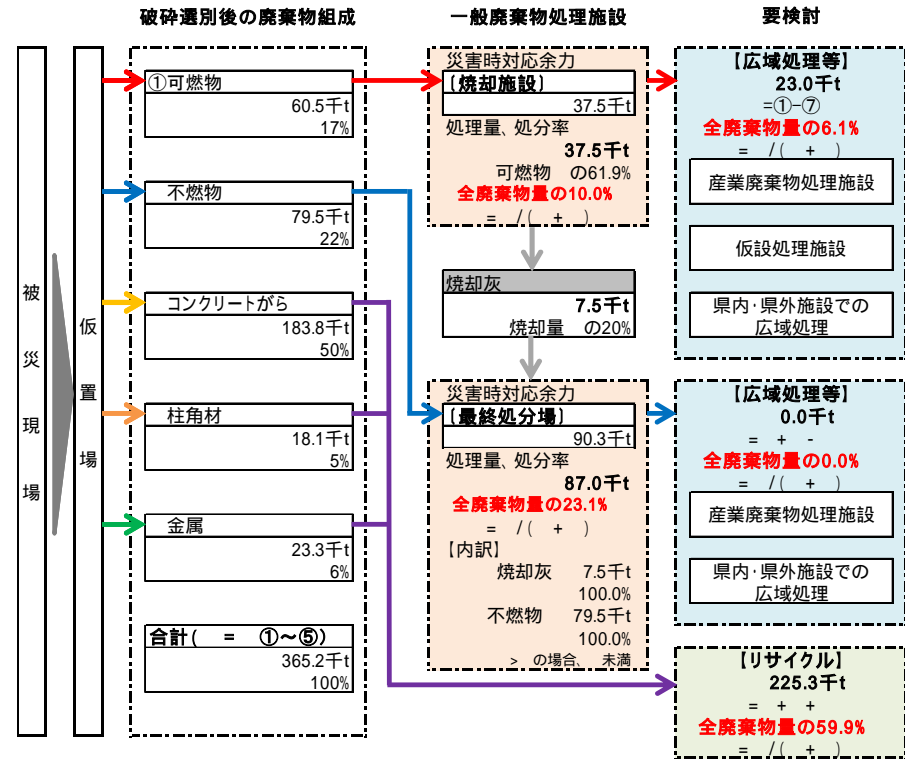 破砕選別後の廃棄物組成
一般廃棄物処理施設
要検討
被災現場
仮置場
①可燃物
60.5千t
17%
不燃物
79.5千t
22%
コンクリートがら
183.8千t
50%
柱角材
18.1千t
5%
金属
23.3千t
6%
合計( = ①～⑤)
365.2千t
100%
災害時対応余力
〔焼却施設〕
37.5千t
処理量、処分率
37.5千t
可燃物 の61.9%
全廃棄物量の10.0%
= /( + )
焼却灰
7.5千t
焼却量 の20%
災害時対応余力
〔最終処分場〕
90.3千t
処理量、処分率
87.0千t
全廃棄物量の23.1%
= /( + )
【内訳】
焼却灰 7.5千t
100.0%
不燃物 79.5千t
100.0%
> の場合、 未満
【広域処理等】
23.0千t
=①-⑦
全廃棄物量の6.1%
= /( + )
産業廃棄物処理施設
仮設処理施設
県内・県外施設での
広域処理
【広域処理等】
0.0千t
= + -
全廃棄物量の0.0%
= /( + )
産業廃棄物処理施設
県内・県外施設での
広域処理
【リサイクル】
225.3千t
= + +
全廃棄物量の59.9%
= /( + )